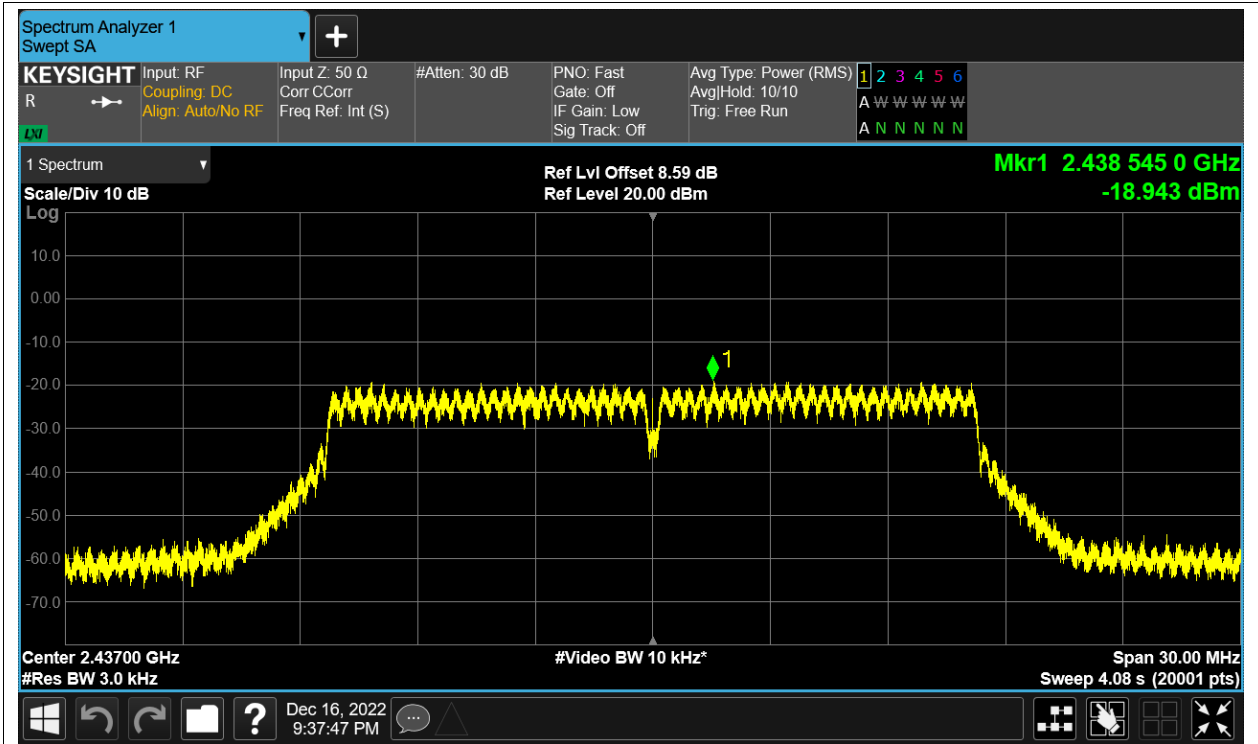 Spectrum Analyzer 1
Swept SA
KEYSIGHT
R
LXI
Input: RF
Coupling: DC
Align: Auto/No RF
Input Z: 50 Ω
Corr CCorr
Freq Ref: Int (S)
#Atten: 30 dB
PNO: Fast
Gate: Off
IF Gain: Low
Sig Track: Off
Avg Type: Power (RMS)
Avg|Hold: 10/10
Trig: Free Run
1 2 3 4 5 6
A W W W W W
A N N N N N
1 Spectrum
Scale/Div 10 dB
Log
Ref Lvl Offset 8.59 dB
Ref Level 20.00 dBm
Mkr1 2.438 545 0 GHz
-18.943 dBm
10.0
0.00
-10.0
-20.0
-30.0
-40.0
-50.0
-60.0
-70.0
1
Center 2.43700 GHz
#Res BW 3.0 kHz
#Video BW 10 kHz*
Span 30.00 MHz
Sweep 4.08 s (20001 pts)
?
Dec 16, 2022
9:37:47 PM